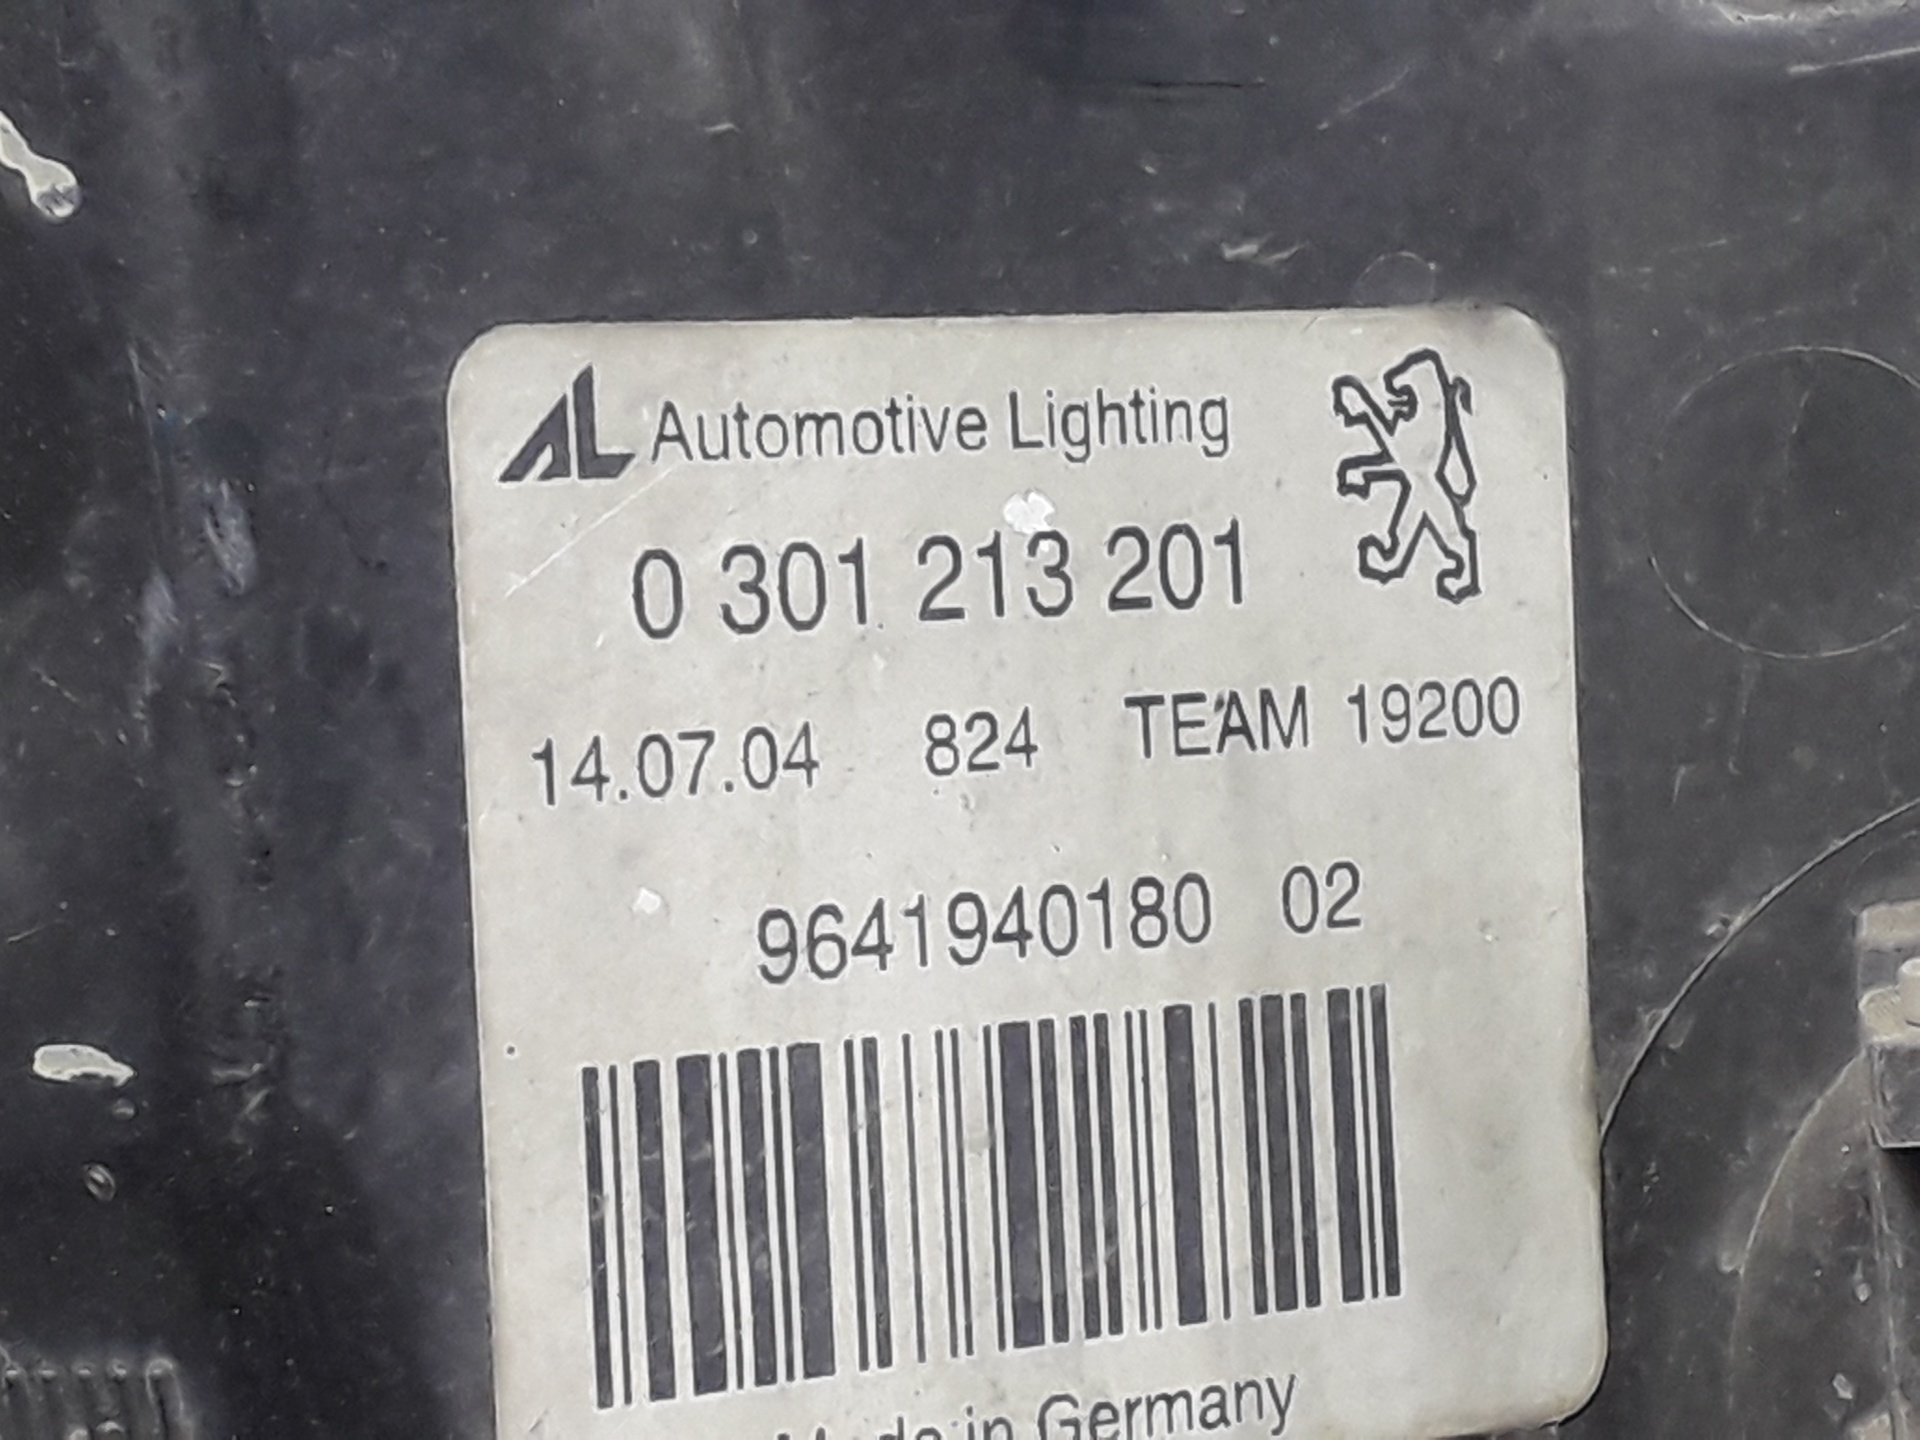 AL Automotive Lighting
0 301 213 201
14.07.04 824 TEAM 19200
9641940180 02
Made in Germany